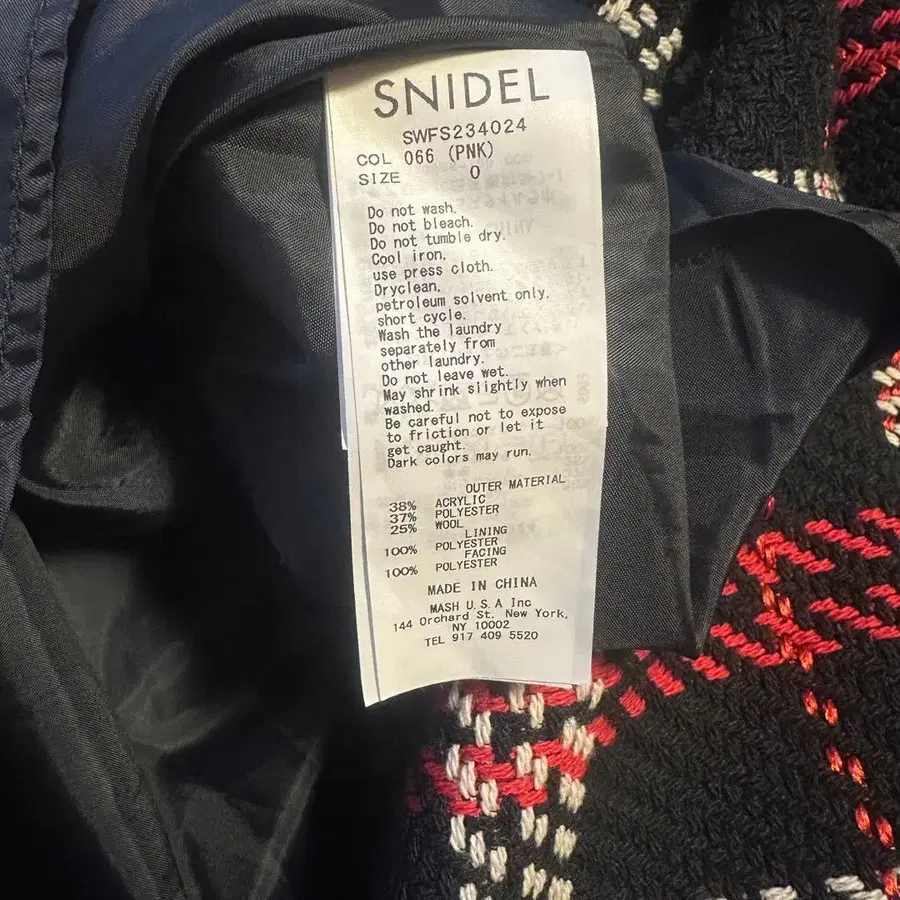 SNIDEL
SWFS234024
COL 066 (PNK)
SIZE 0
Do not wash.
Do not bleach.
Do not tumble dry.
Cool iron.
use press cloth.
Dryclean.
petroleum solvent only.
short cycle.
Wash the laundry
separately from
other laundry.
Do not leave wet.
May shrink slightly when
washed.
Be careful not to expose
to friction or let it
get caught.
Dark colors may run.
OUTER MATERIAL
38% ACRYLIC
37% POLYESTER
25% WOOL
LINING
100% POLYESTER
FACING
100% POLYESTER
MADE IN CHINA
MASH U.S.A Inc
144 Orchard St. New York,
NY 10002
TEL 917 409 5520